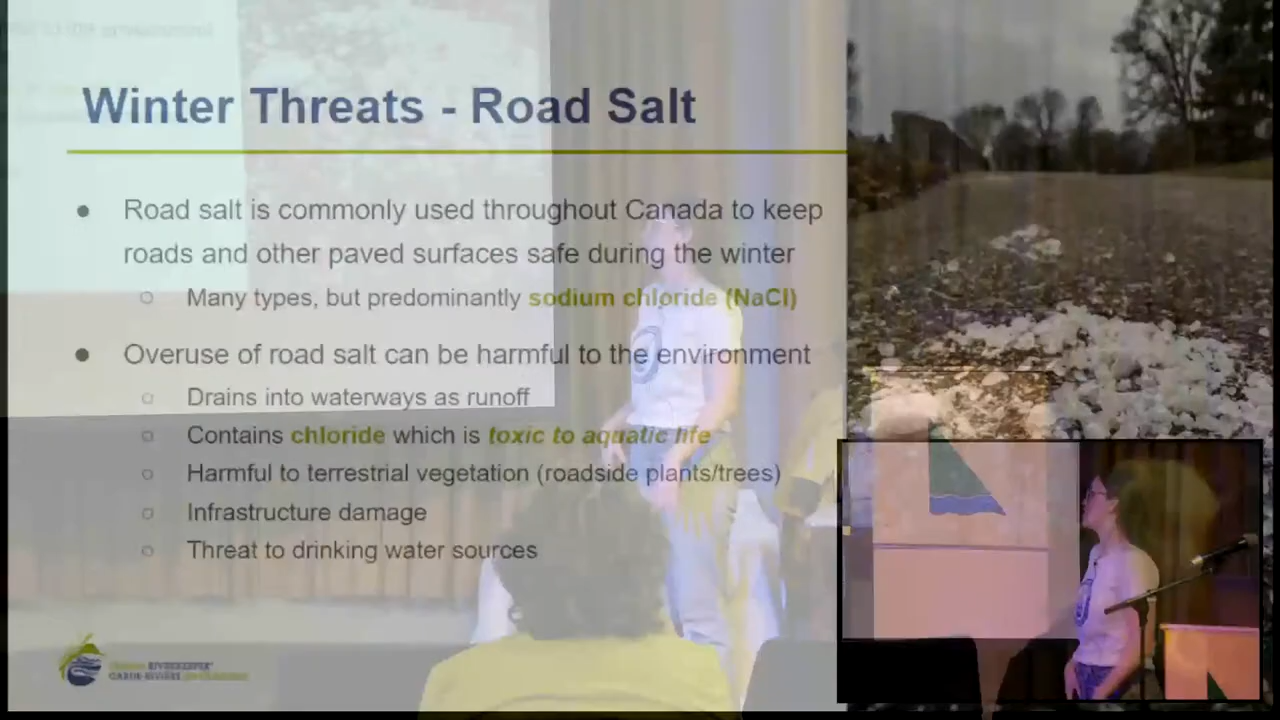 Winter Threats - Road Salt
● Road salt is commonly used throughout Canada to keep
roads and other paved surfaces safe during the winter
○ Many types, but predominantly sodium chloride (NaCl)
● Overuse of road salt can be harmful to the environment
○ Drains into waterways as runoff
○ Contains chloride which is toxic to aquatic life
○ Harmful to terrestrial vegetation (roadside plants/trees)
○ Infrastructure damage
○ Threat to drinking water sources
RIVERKEEPER
GARDE-RIVIÈRE